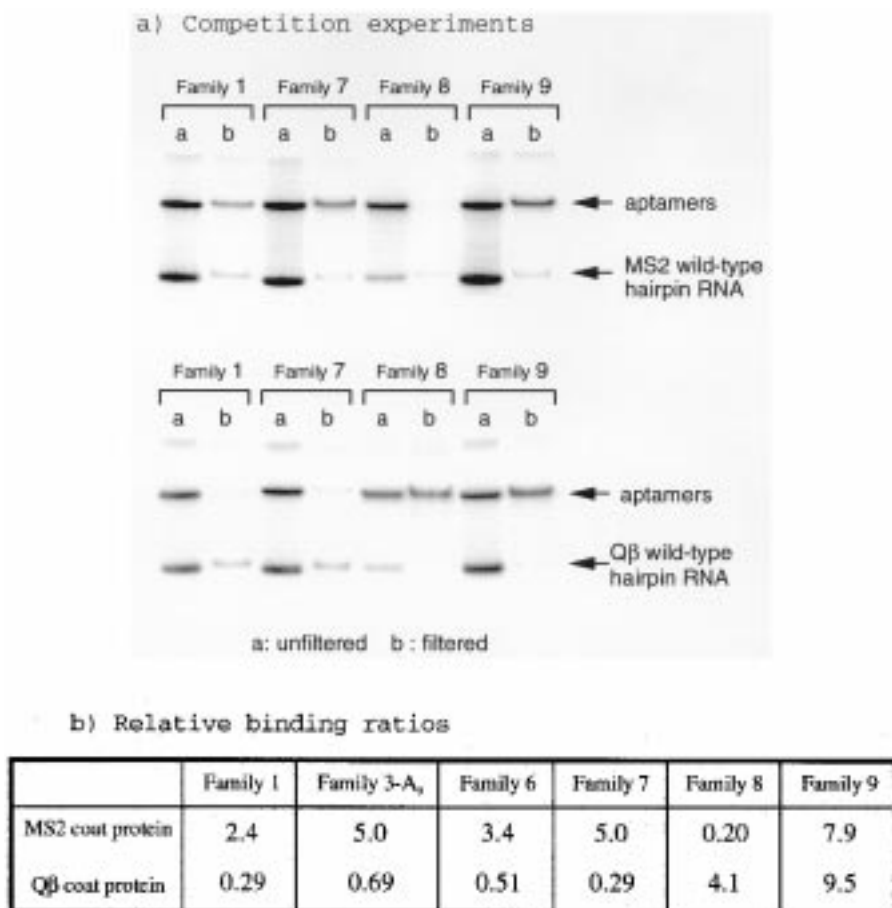 a) Competition experiments
Family 1 Family 7 Family 8 Family 9
a b a b a b a b
aptamers
MS2 wild-type
hairpin RNA
Family 1 Family 7 Family 8 Family 9
a b a b a b a b
aptamers
Qβ wild-type
hairpin RNA
a: unfiltered b : filtered
b) Relative binding ratios
Family 1 Family 3-A, Family 6 Family 7 Family 8 Family 9
MS2 coat protein 2.4 5.0 3.4 5.0 0.20 7.9
Qβ coat protein 0.29 0.69 0.51 0.29 4.1 9.5